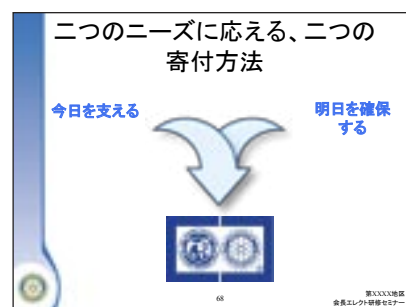 二つのニーズに応える、二つの
寄付方法
今日を支える
明日を確保
する
68
第XXXX地区
会長エレクト研修セミナー